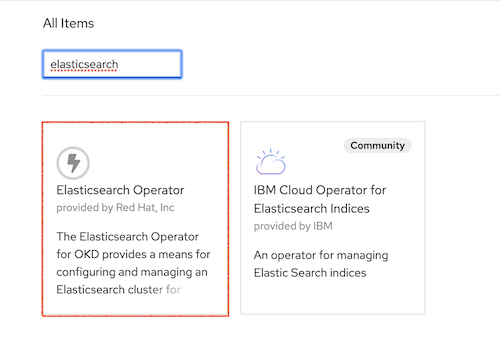 All Items
elasticsearch
Elasticsearch Operator
provided by Red Hat, Inc
The Elasticsearch Operator
for OKD provides a means for
configuring and managing an
Elasticsearch cluster for
Community
IBM Cloud Operator for
Elasticsearch Indices
provided by IBM
An operator for managing
Elastic Search indices